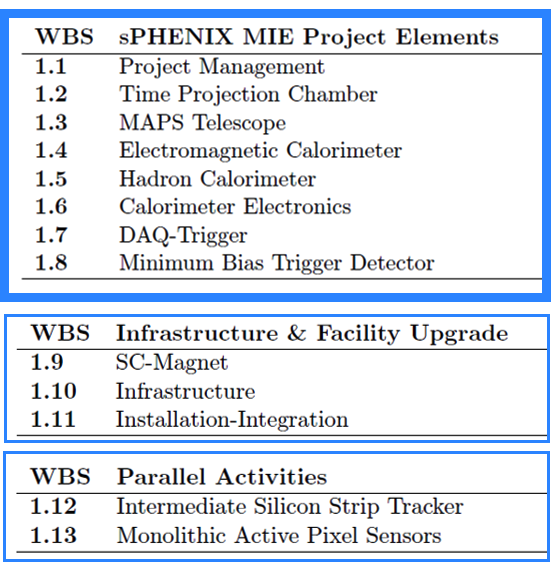 WBS sPHENIX MIE Project Elements
1.1 Project Management
1.2 Time Projection Chamber
1.3 MAPS Telescope
1.4 Electromagnetic Calorimeter
1.5 Hadron Calorimeter
1.6 Calorimeter Electronics
1.7 DAQ-Trigger
1.8 Minimum Bias Trigger Detector
WBS Infrastructure & Facility Upgrade
1.9 SC-Magnet
1.10 Infrastructure
1.11 Installation-Integration
WBS Parallel Activities
1.12 Intermediate Silicon Strip Tracker
1.13 Monolithic Active Pixel Sensors